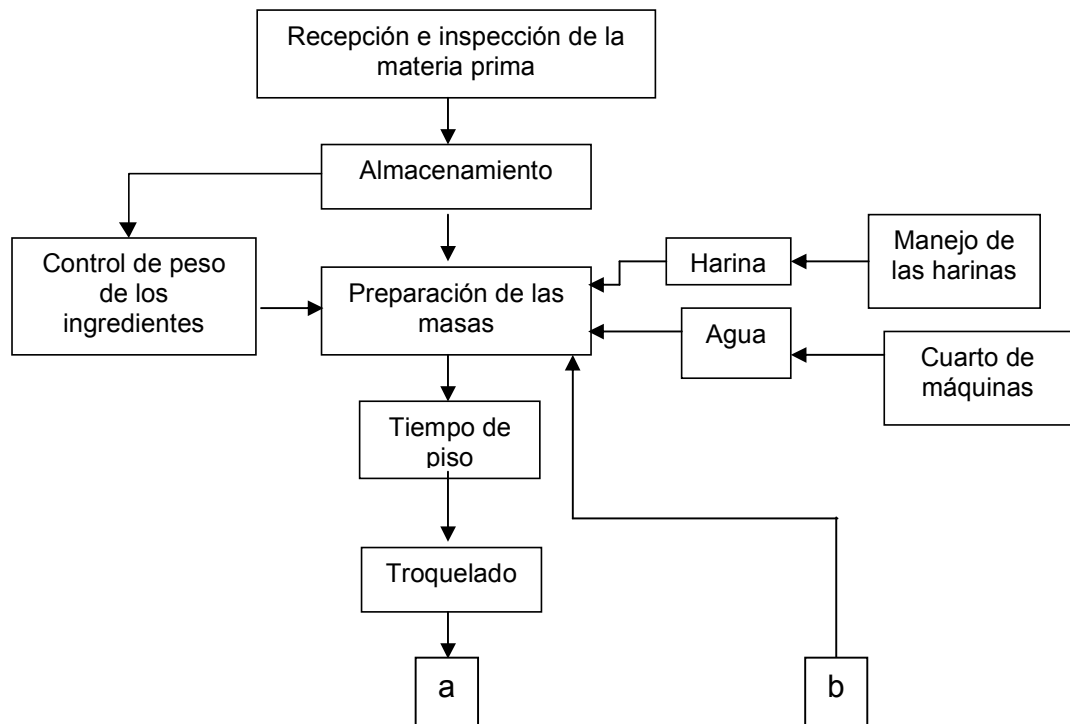 Recepción e inspección de la
materia prima
Almacenamiento
Control de peso
de los
ingredientes
Preparación de las
masas
Harina
Manejo de
las harinas
Agua
Cuarto de
máquinas
Tiempo de
piso
Troquelado
a
b